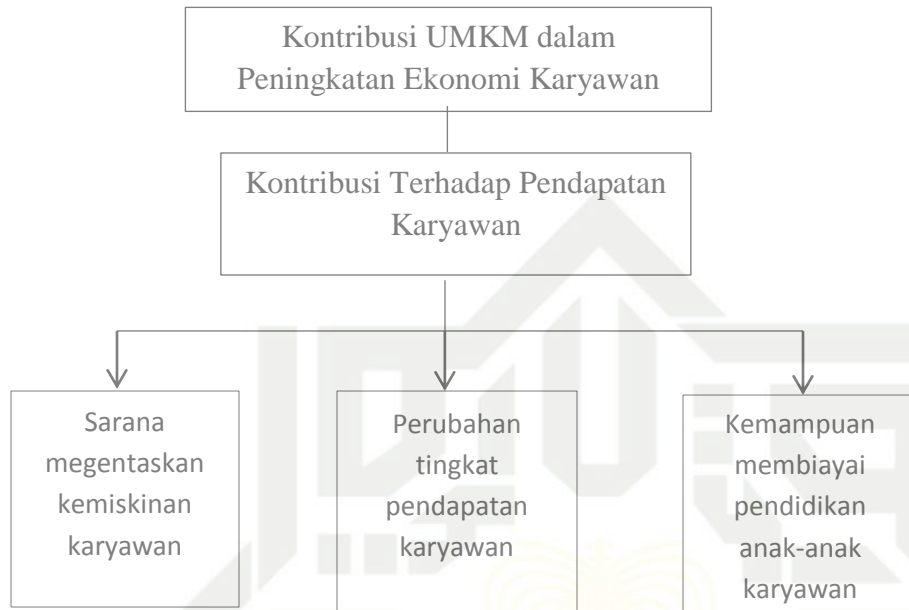 Kontribusi UMKM dalam
Peningkatan Ekonomi Karyawan
Kontribusi Terhadap Pendapatan
Karyawan
Sarana
megentaskan
kemiskinan
karyawan
Perubahan
tingkat
pendapatan
karyawan
Kemampuan
membiayai
pendidikan
anak-anak
karyawan